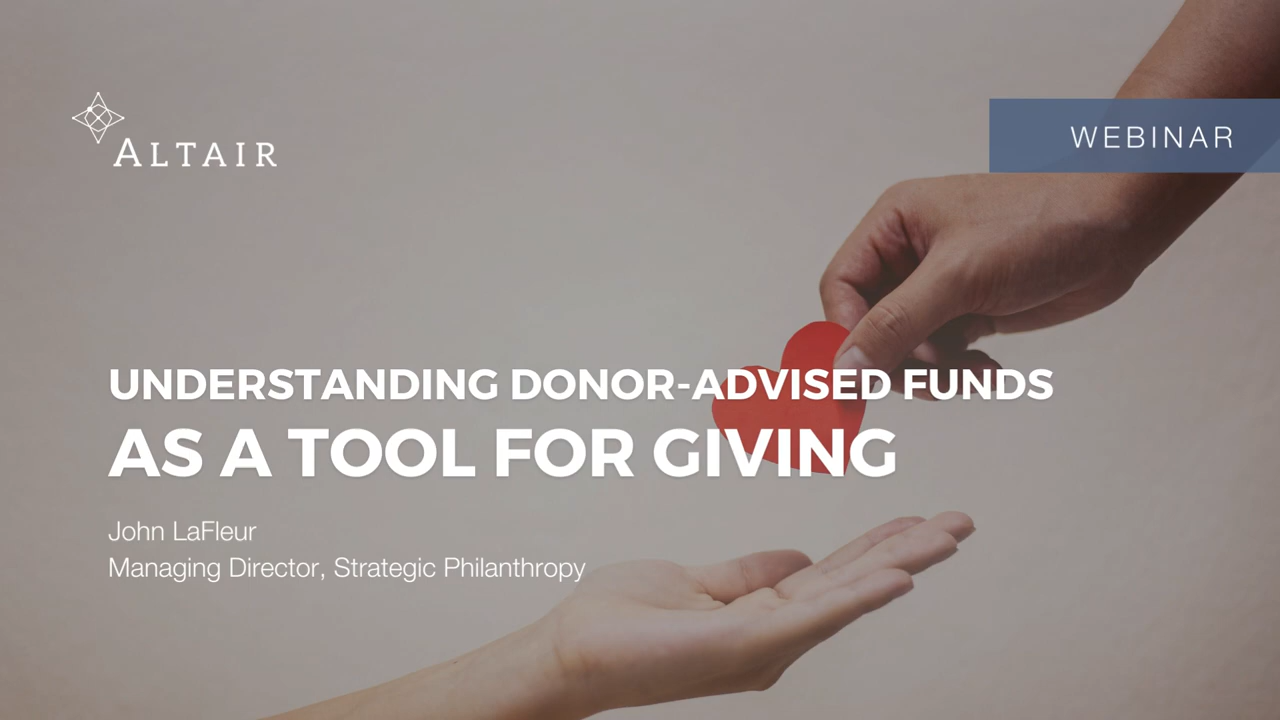 ALTAIR
WEBINAR
UNDERSTANDING DONOR-ADVISED FUNDS
AS A TOOL FOR GIVING
John LaFleur
Managing Director, Strategic Philanthropy